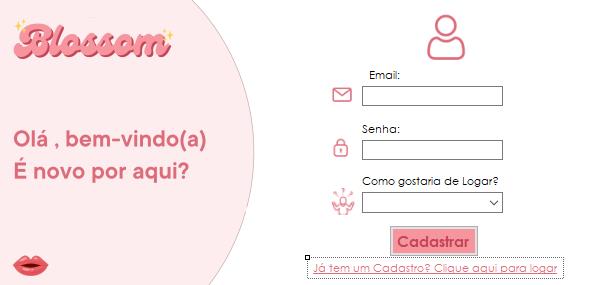 Blossom
Olá , bem-vindo(a)
É novo por aqui?
Email:
Senha:
Como gostaria de Logar?
Cadastrar
Já tem um Cadastro? Clique aqui para logar